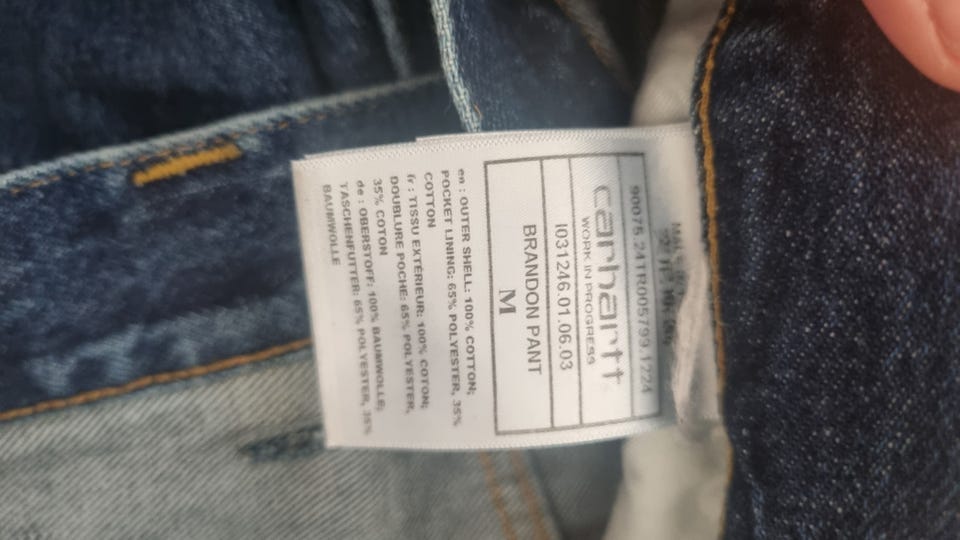 90075 24TR005799.1224
carhartt
WORK IN PROGRESS
I031246.01.06.03
BRANDON PANT
M
en : OUTER SHELL: 100% COTTON;
POCKET LINING: 65% POLYESTER, 35%
COTTON
fr : TISSU EXTÉRIEUR: 100% COTON;
DOUBLURE POCHE: 65% POLYESTER,
35% COTON
de : OBERSTOFF: 100% BAUMWOLLE;
TASCHENFUTTER: 65% POLYESTER, 35%
BAUMWOLLE